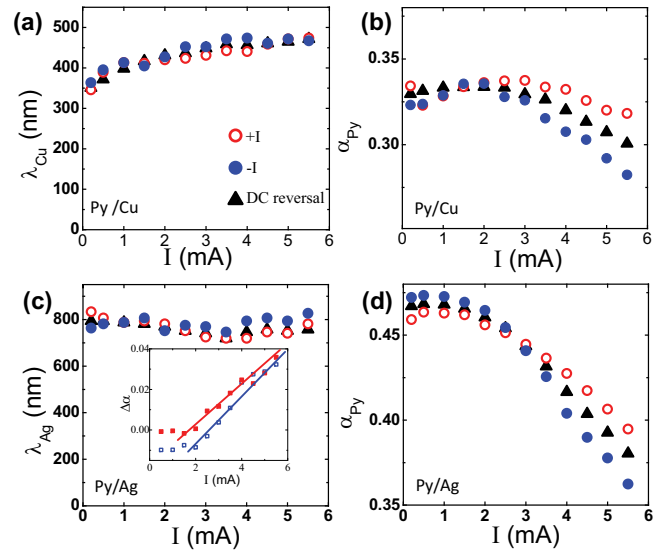 (a)
500
400
300
200
100
0
λCu (nm)
+I
-I
DC reversal
Py /Cu
0 1 2 3 4 5 6
I (mA)
(b)
0.35
0.30
αPy
Py/Cu
0 1 2 3 4 5 6
I (mA)
(c)
800
600
400
200
0
λAg (nm)
0.04
0.02
0.00
Δα
0 2 4 6
I (mA)
Py/Ag
0 1 2 3 4 5 6
I (mA)
(d)
0.45
0.35
αPy
Py/Ag
0 1 2 3 4 5 6
I (mA)